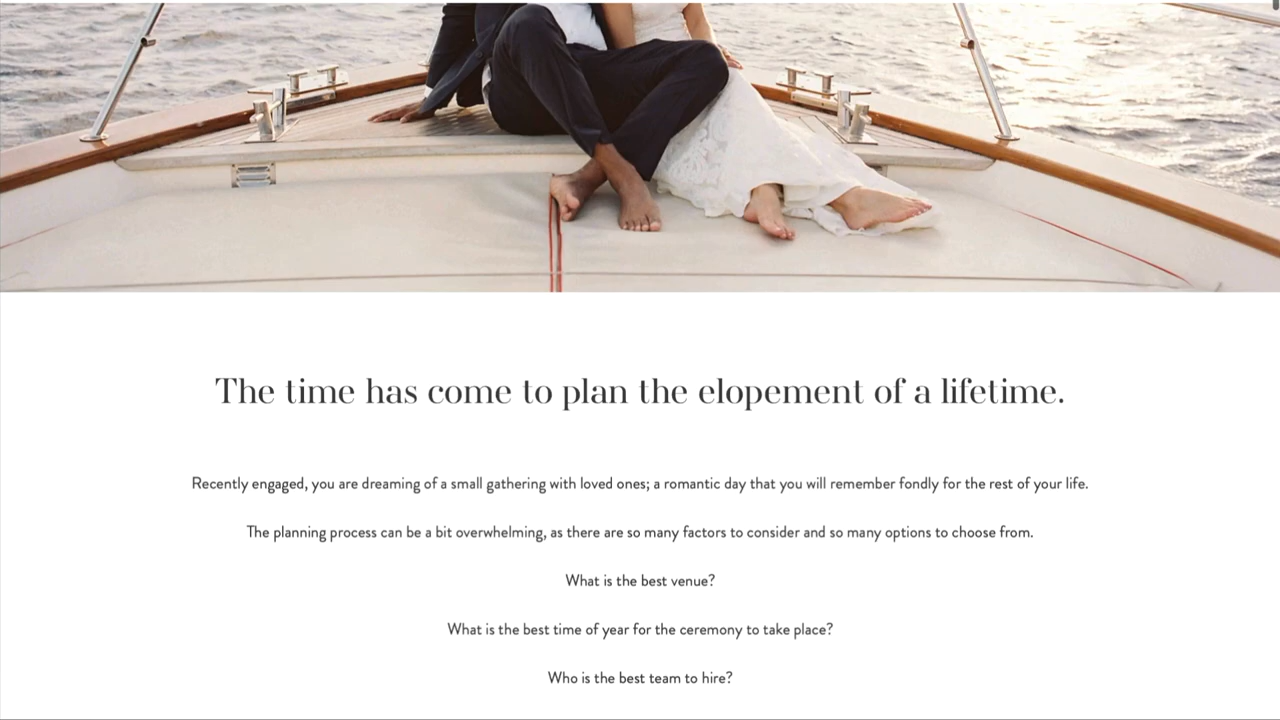 The time has come to plan the elopement of a lifetime.
Recently engaged, you are dreaming of a small gathering with loved ones; a romantic day that you will remember fondly for the rest of your life.
The planning process can be a bit overwhelming, as there are so many factors to consider and so many options to choose from.
What is the best venue?
What is the best time of year for the ceremony to take place?
Who is the best team to hire?